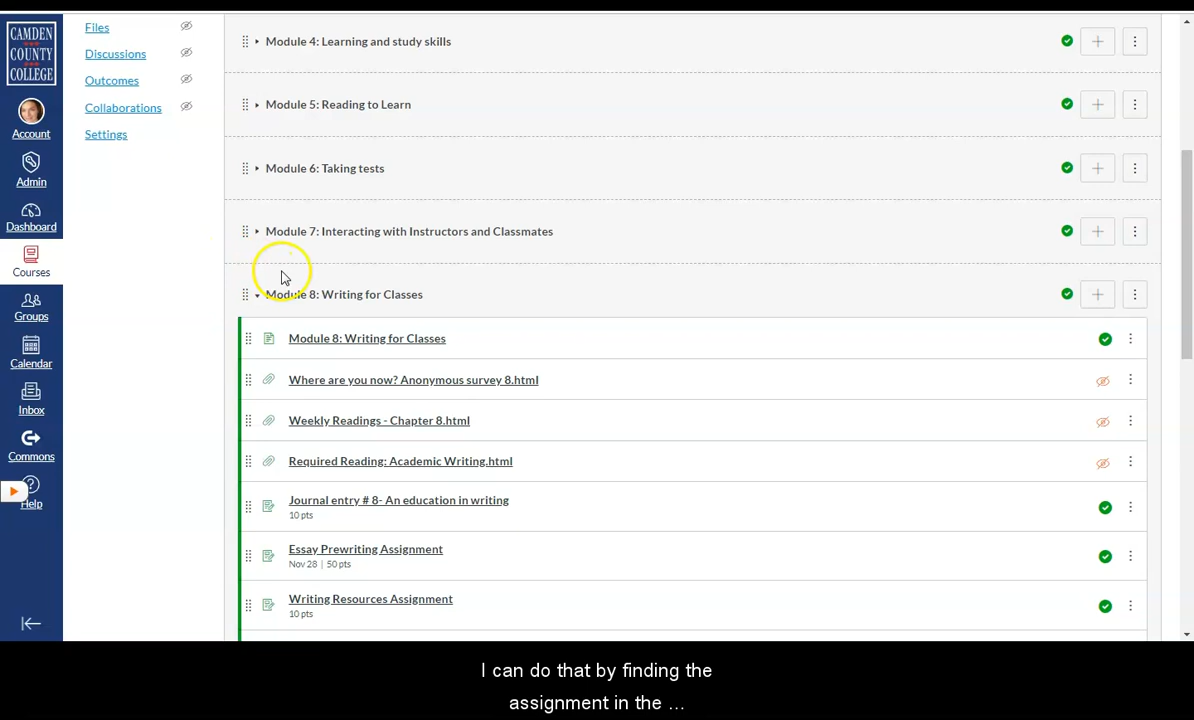 CAMDEN
COUNTY
COLLEGE
Account
Admin
Dashboard
Courses
Groups
Calendar
Inbox
Commons
Help
Files
Discussions
Outcomes
Collaborations
Settings
Module 4: Learning and study skills
Module 5: Reading to Learn
Module 6: Taking tests
Module 7: Interacting with Instructors and Classmates
Module 8: Writing for Classes
Module 8: Writing for Classes
Where are you now? Anonymous survey 8.html
Weekly Readings - Chapter 8.html
Required Reading: Academic Writing.html
Journal entry # 8- An education in writing
10 pts
Essay Prewriting Assignment
Nov 28 | 50 pts
Writing Resources Assignment
10 pts
I can do that by finding the
assignment in the ...